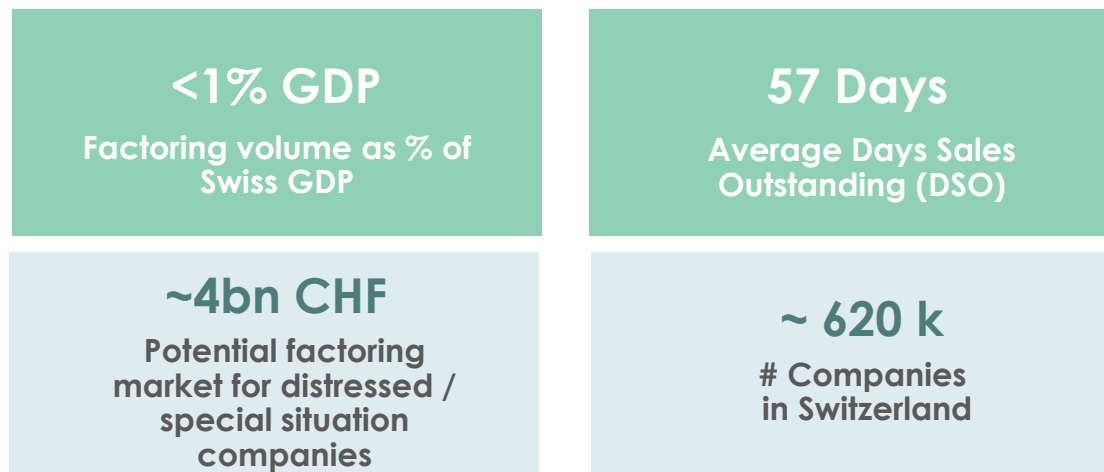 <1% GDP
Factoring volume as % of
Swiss GDP
57 Days
Average Days Sales
Outstanding (DSO)
~4bn CHF
Potential factoring
market for distressed /
special situation
companies
~ 620 k
# Companies
in Switzerland